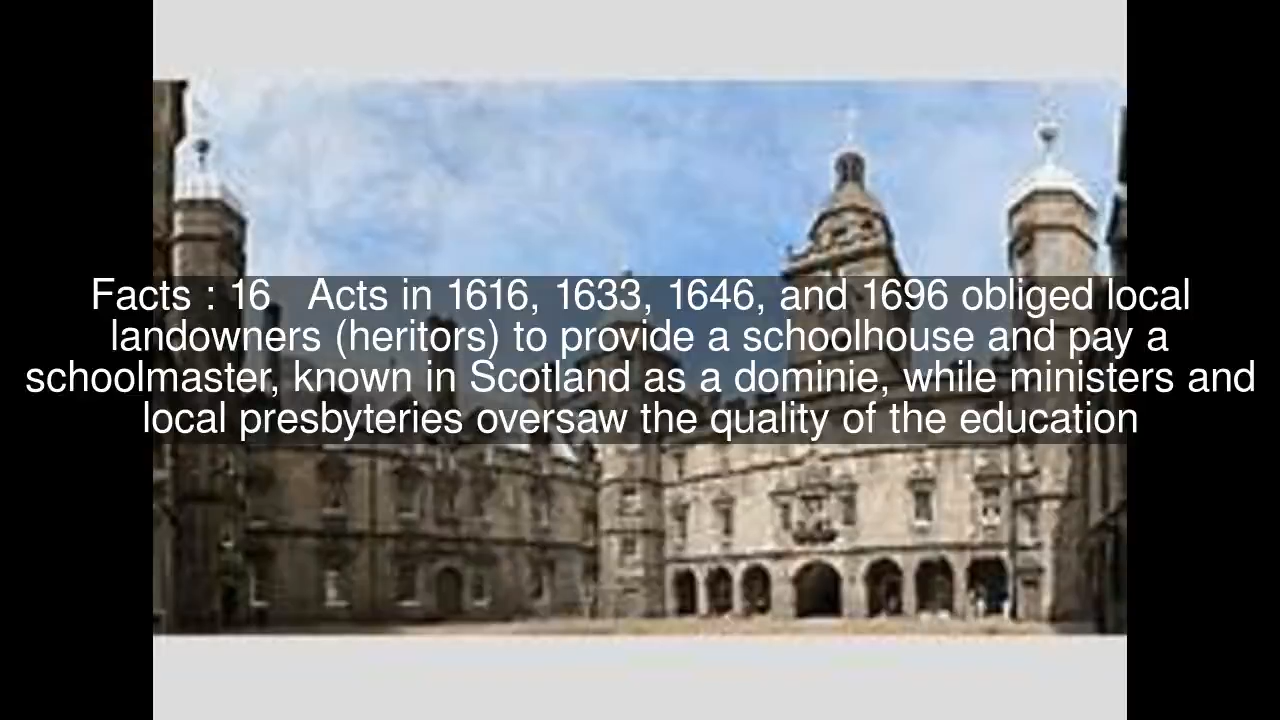 Facts : 16 Acts in 1616, 1633, 1646, and 1696 obliged local
landowners (heritors) to provide a schoolhouse and pay a
schoolmaster, known in Scotland as a dominie, while ministers and
local presbyteries oversaw the quality of the education